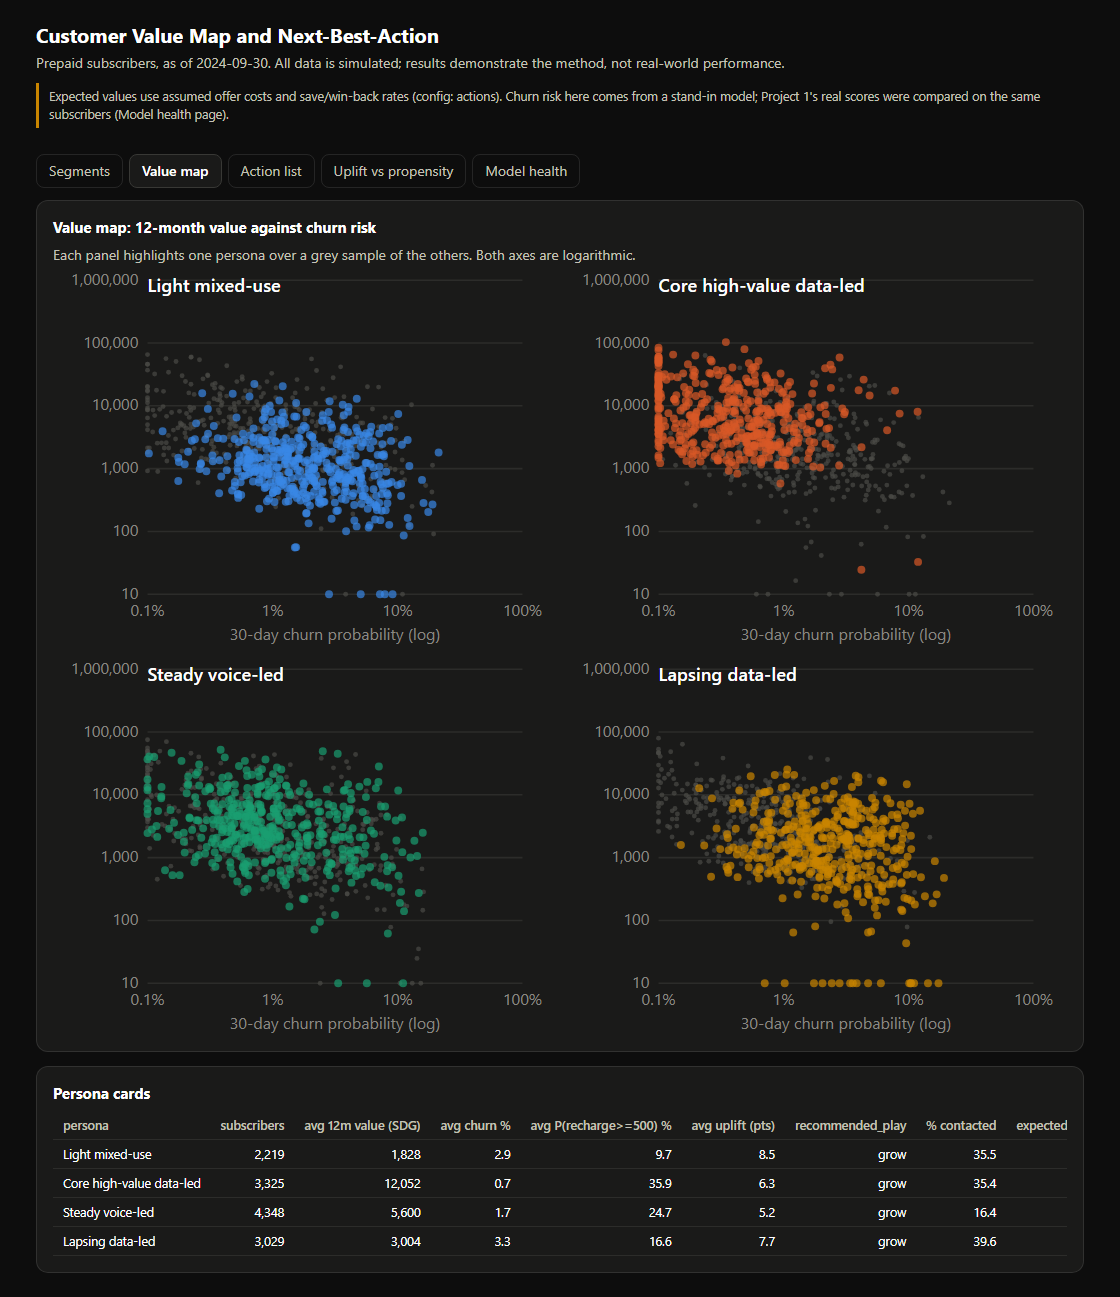 Customer Value Map and Next-Best-Action
Prepaid subscribers, as of 2024-09-30. All data is simulated; results demonstrate the method, not real-world performance.
Expected values use assumed offer costs and save/win-back rates (config: actions). Churn risk here comes from a stand-in model; Project 1's real scores were compared on the same
subscribers (Model health page).
Segments Value map Action list Uplift vs propensity Model health
Value map: 12-month value against churn risk
Each panel highlights one persona over a grey sample of the others. Both axes are logarithmic.
Light mixed-use
1,000,000
100,000
10,000
1,000
100
10
0.1% 1% 10% 100%
30-day churn probability (log)
Core high-value data-led
1,000,000
100,000
10,000
1,000
100
10
0.1% 1% 10% 100%
30-day churn probability (log)
Steady voice-led
1,000,000
100,000
10,000
1,000
100
10
0.1% 1% 10% 100%
30-day churn probability (log)
Lapsing data-led
1,000,000
100,000
10,000
1,000
100
10
0.1% 1% 10% 100%
30-day churn probability (log)
Persona cards
persona subscribers avg 12m value (SDG) avg churn % avg P(recharge>=500) % avg uplift (pts) recommended_play % contacted expected
Light mixed-use 2,219 1,828 2.9 9.7 8.5 grow 35.5
Core high-value data-led 3,325 12,052 0.7 35.9 6.3 grow 35.4
Steady voice-led 4,348 5,600 1.7 24.7 5.2 grow 16.4
Lapsing data-led 3,029 3,004 3.3 16.6 7.7 grow 39.6